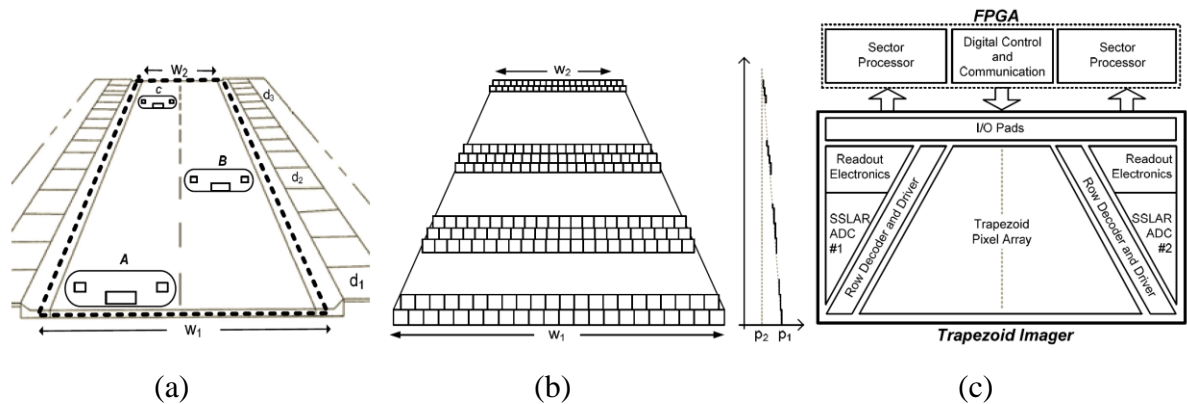 W2
c
d3
B
d2
A
d1
W1
W2
W1
p2 p1
FPGA
Sector
Processor
Digital Control
and
Communication
Sector
Processor
I/O Pads
Readout
Electronics
SSLAR
ADC
#1
Row Decoder and Driver
Trapezoid
Pixel Array
Row Decoder and Driver
Readout
Electronics
SSLAR
ADC
#2
Trapezoid Imager
(a) (b) (c)